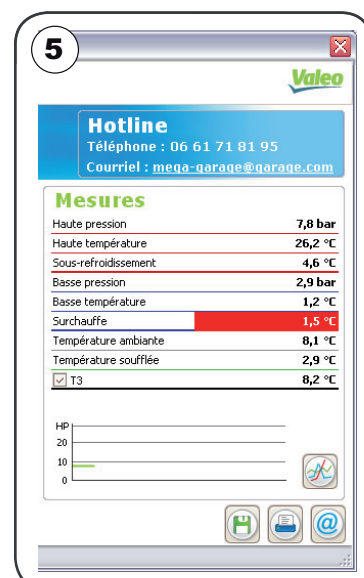 5
Valeo
Hotline
Téléphone : 06 61 71 81 95
Courriel : mega-garage@garage.com
Mesures
Haute pression 7,8 bar
Haute température 26,2 °C
Sous-refroidissement 4,6 °C
Basse pression 2,9 bar
Basse température 1,2 °C
Surchauffe 1,5 °C
Température ambiante 8,1 °C
Température soufflée 2,9 °C
T3 8,2 °C
HP
20
10
0
@